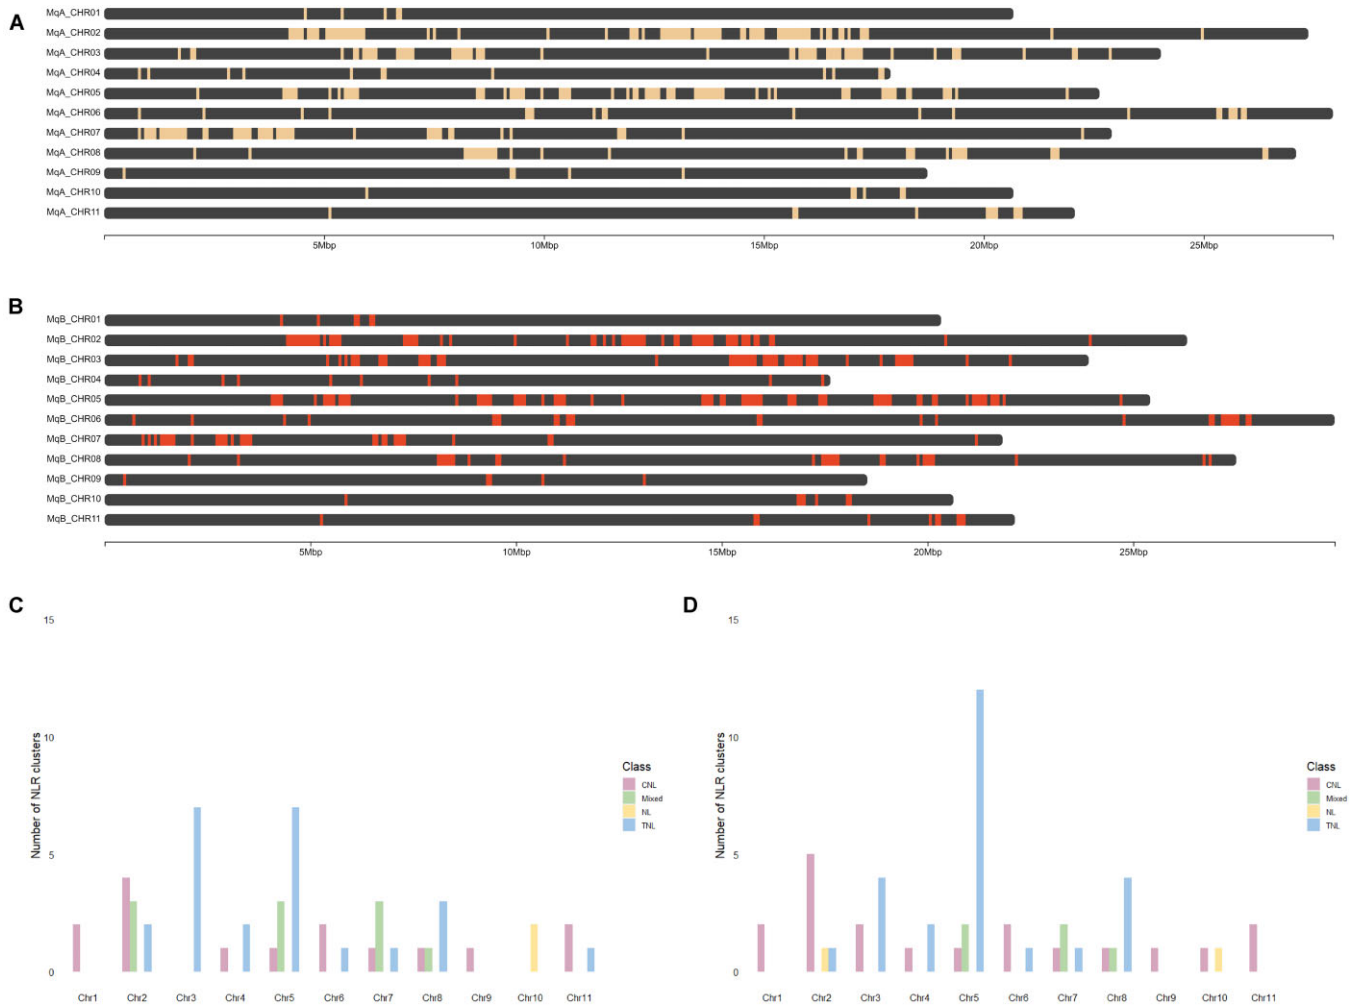 A
MqA_CHR01
MqA_CHR02
MqA_CHR03
MqA_CHR04
MqA_CHR05
MqA_CHR06
MqA_CHR07
MqA_CHR08
MqA_CHR09
MqA_CHR10
MqA_CHR11
5Mbp 10Mbp 15Mbp 20Mbp 25Mbp
B
MqB_CHR01
MqB_CHR02
MqB_CHR03
MqB_CHR04
MqB_CHR05
MqB_CHR06
MqB_CHR07
MqB_CHR08
MqB_CHR09
MqB_CHR10
MqB_CHR11
5Mbp 10Mbp 15Mbp 20Mbp 25Mbp
C
15
10
5
0
Number of NLR clusters
Chr1 Chr2 Chr3 Chr4 Chr5 Chr6 Chr7 Chr8 Chr9 Chr10 Chr11
Class
CNL
Mixed
NL
TNL
D
15
10
5
0
Number of NLR clusters
Chr1 Chr2 Chr3 Chr4 Chr5 Chr6 Chr7 Chr8 Chr9 Chr10 Chr11
Class
CNL
Mixed
NL
TNL